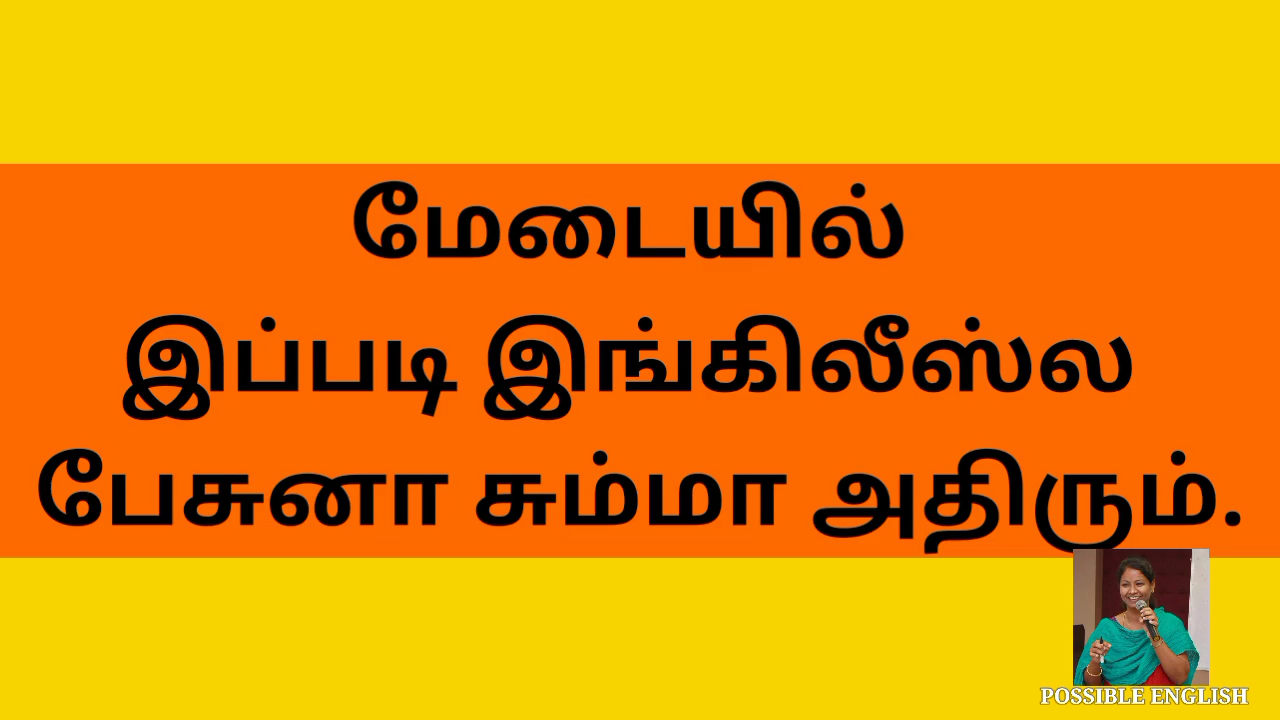 மேடையில்
இப்படி இங்கிலீஸ்ல
பேசுனா சும்மா அதிரும்.
POSSIBLE ENGLISH